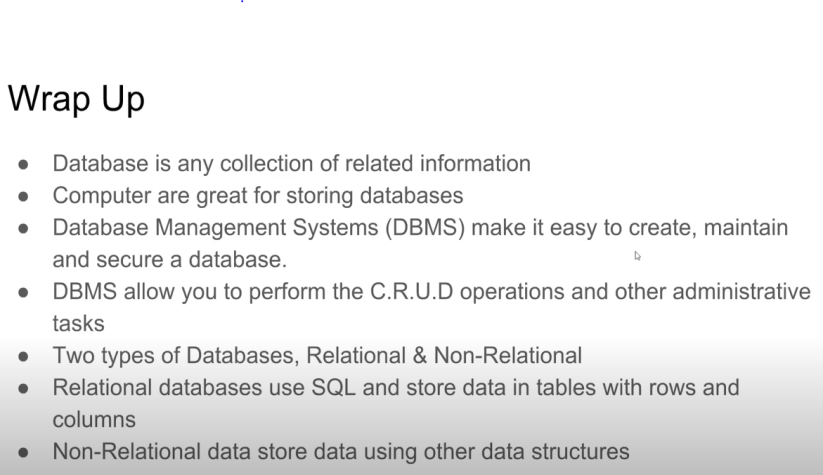 Wrap Up
● Database is any collection of related information
● Computer are great for storing databases
● Database Management Systems (DBMS) make it easy to create, maintain
and secure a database.
● DBMS allow you to perform the C.R.U.D operations and other administrative
tasks
● Two types of Databases, Relational & Non-Relational
● Relational databases use SQL and store data in tables with rows and
columns
● Non-Relational data store data using other data structures